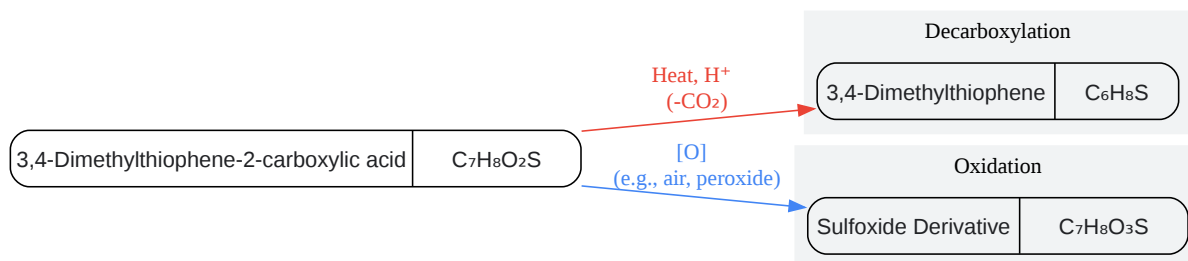 Decarboxylation
Heat, H⁺
(-CO₂)
3,4-Dimethylthiophene
C₆H₈S
3,4-Dimethylthiophene-2-carboxylic acid
C₇H₈O₂S
[O]
(e.g., air, peroxide)
Oxidation
Sulfoxide Derivative
C₇H₈O₃S